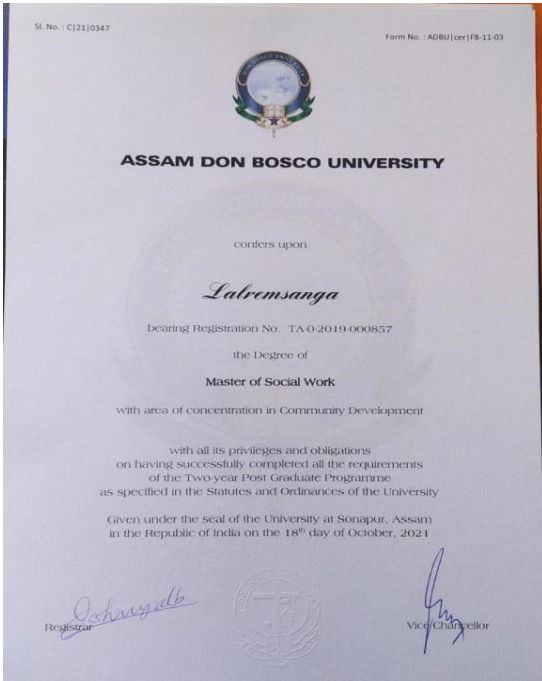 Sl. No. : C|21|0347
Form No. : ADBU|cer|F8-11-03
ASSAM DON BOSCO UNIVERSITY
confers upon
Lalremsanga
bearing Registration No. TA-0-2019-000857
the Degree of
Master of Social Work
with area of concentration in Community Development
with all its privileges and obligations
on having successfully completed all the requirements
of the Two-year Post Graduate Programme
as specified in the Statutes and Ordinances of the University
Given under the seal of the University at Sonapur, Assam
in the Republic of India on the 18th day of October, 2021
Registrar
Vice Chancellor